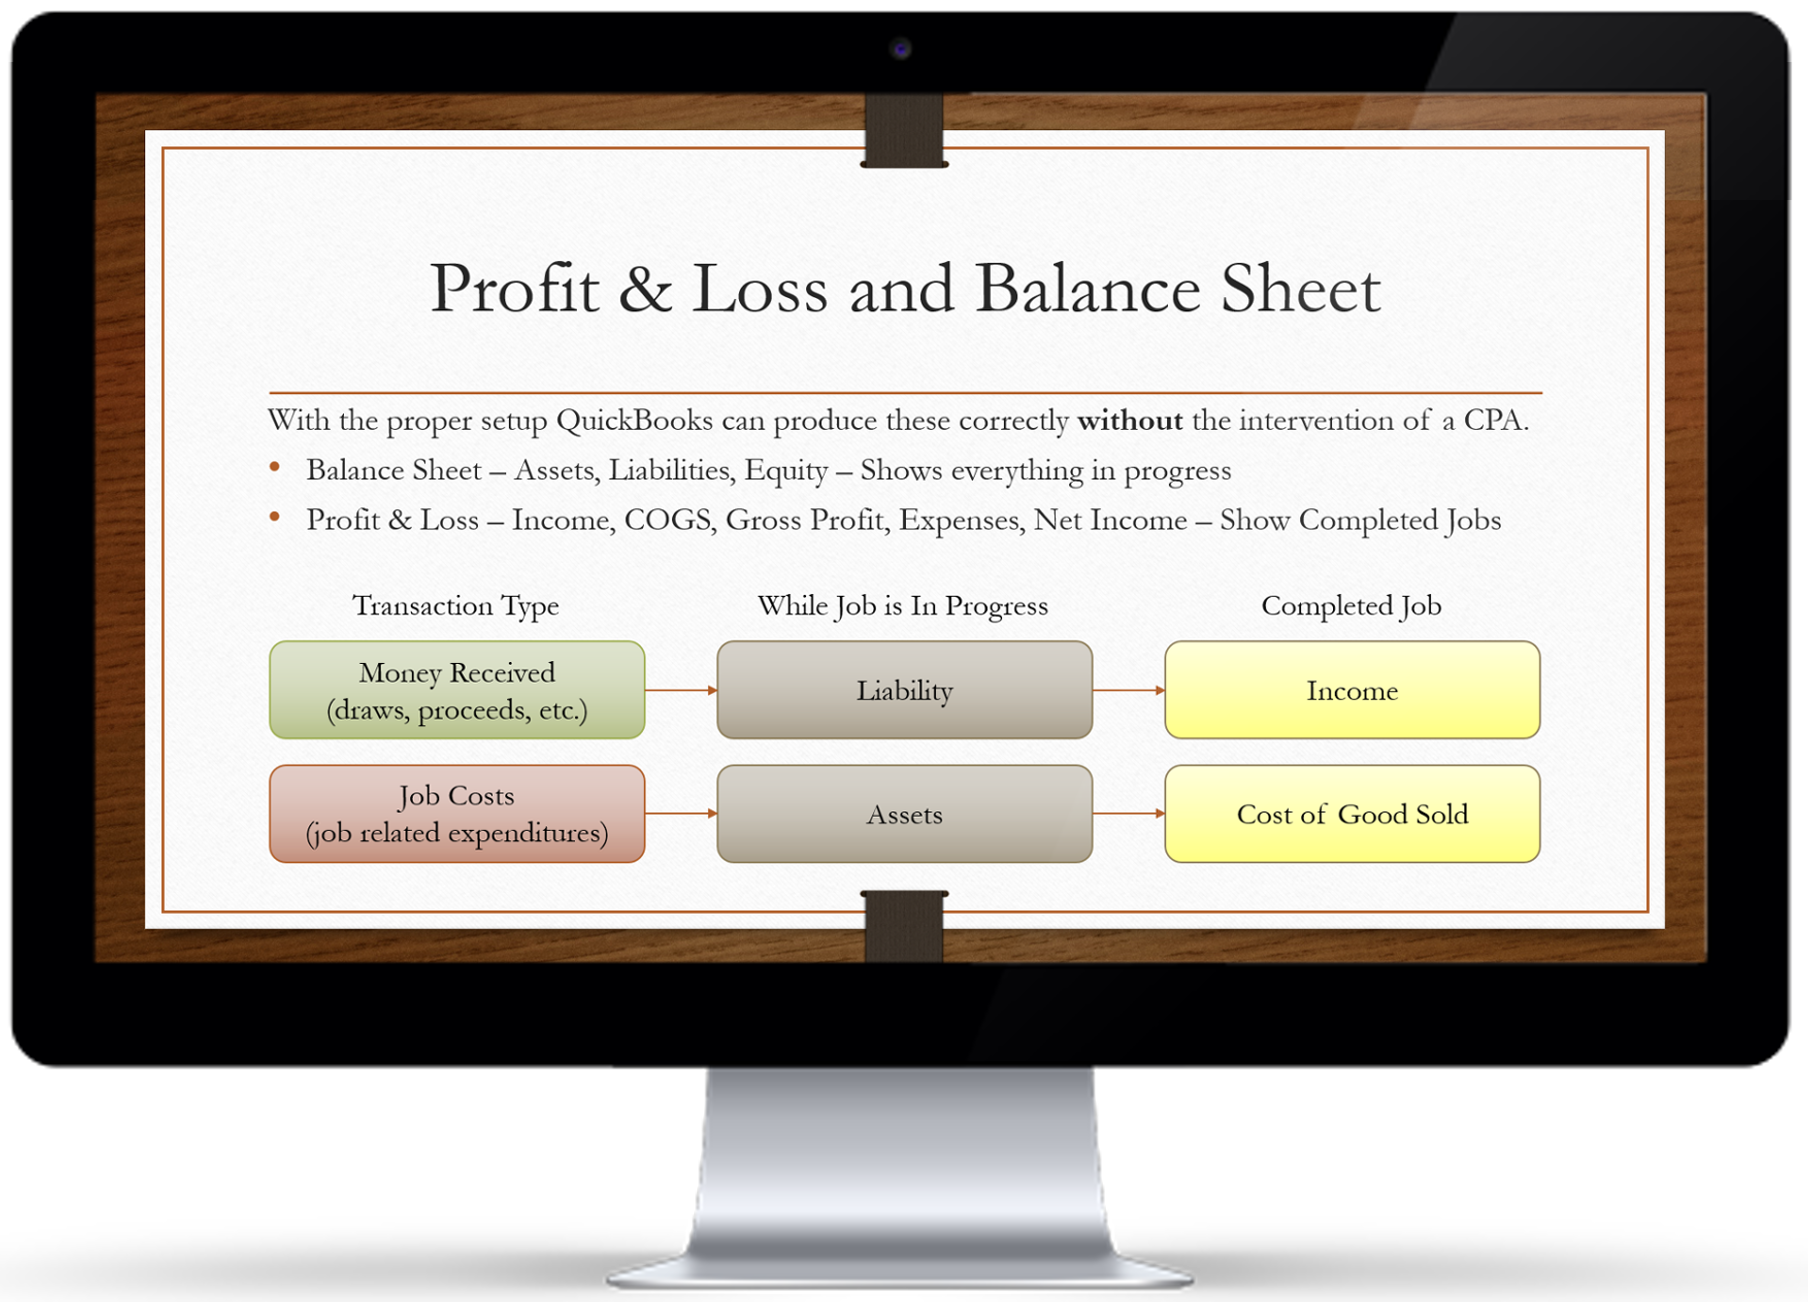 Profit & Loss and Balance Sheet
With the proper setup QuickBooks can produce these correctly without the intervention of a CPA.
• Balance Sheet – Assets, Liabilities, Equity – Shows everything in progress
• Profit & Loss – Income, COGS, Gross Profit, Expenses, Net Income – Show Completed Jobs
Transaction Type
While Job is In Progress
Completed Job
Money Received
(draws, proceeds, etc.)
Liability
Income
Job Costs
(job related expenditures)
Assets
Cost of Good Sold